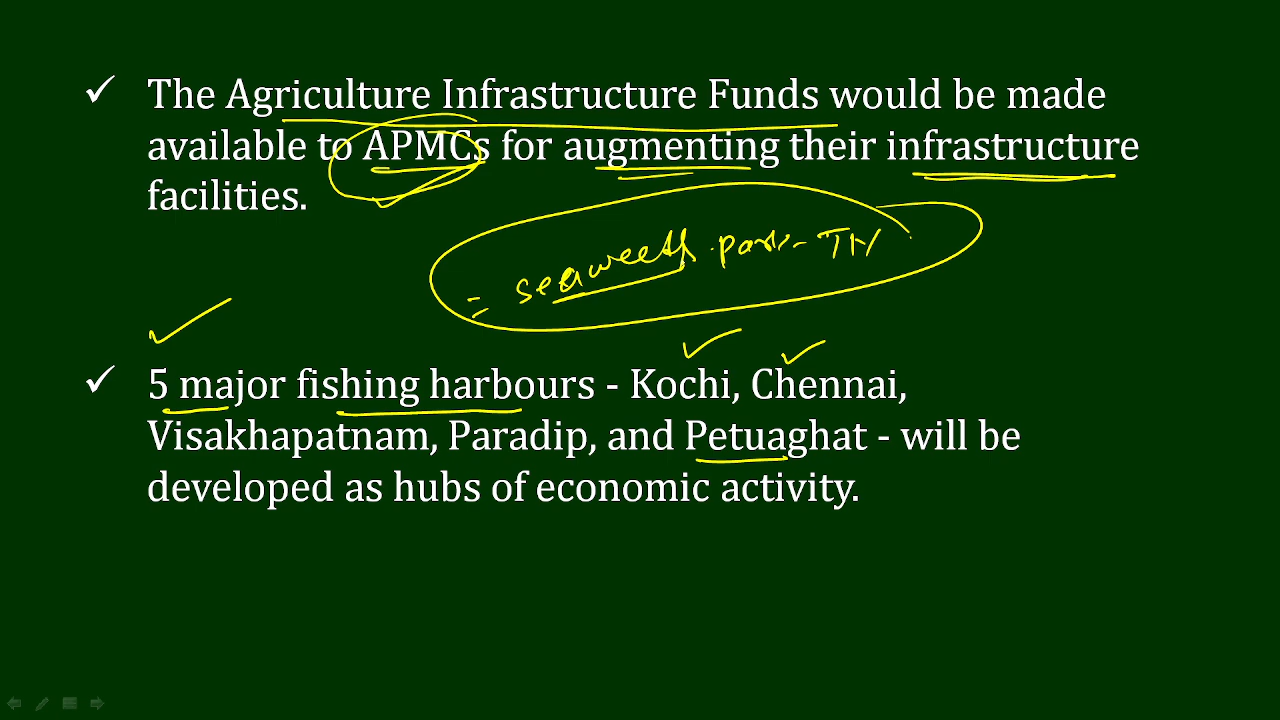 ✓ The Agriculture Infrastructure Funds would be made
available to APMCs for augmenting their infrastructure
facilities.
= seaweeth park - TN
✓ 5 major fishing harbours - Kochi, Chennai,
Visakhapatnam, Paradip, and Petuaghat - will be
developed as hubs of economic activity.